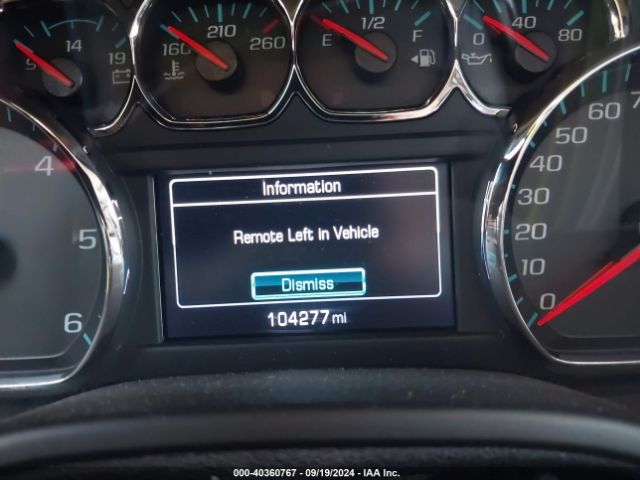 9 14 19
160 210 260
E 1/2 F
0 40 80
4
5
6
Information
Remote Left in Vehicle
Dismiss
104277 mi
0 10 20 30 40 50 60
©-40360767 - 09/19/2024 - IAA Inc.